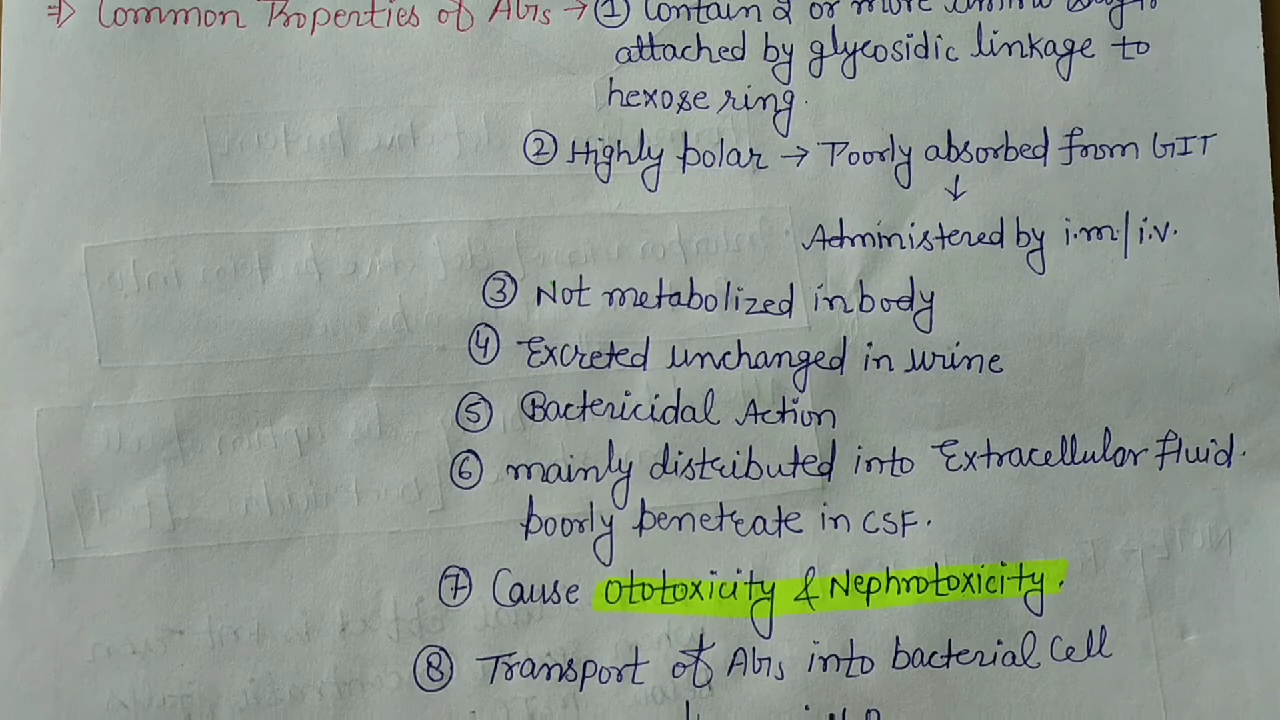 ⇒ Common Properties of AGs → ① Contain 2 or more amino sugars
attached by glycosidic linkage to
hexose ring.
② Highly polar → Poorly absorbed from GIT
↓
Administered by i.m./i.v.
③ Not metabolized in body
④ Excreted unchanged in urine
⑤ Bactericidal Action
⑥ mainly distributed into Extracellular fluid.
poorly penetrate in CSF.
⑦ Cause Ototoxicity & Nephrotoxicity.
⑧ Transport of AGs into bacterial cell